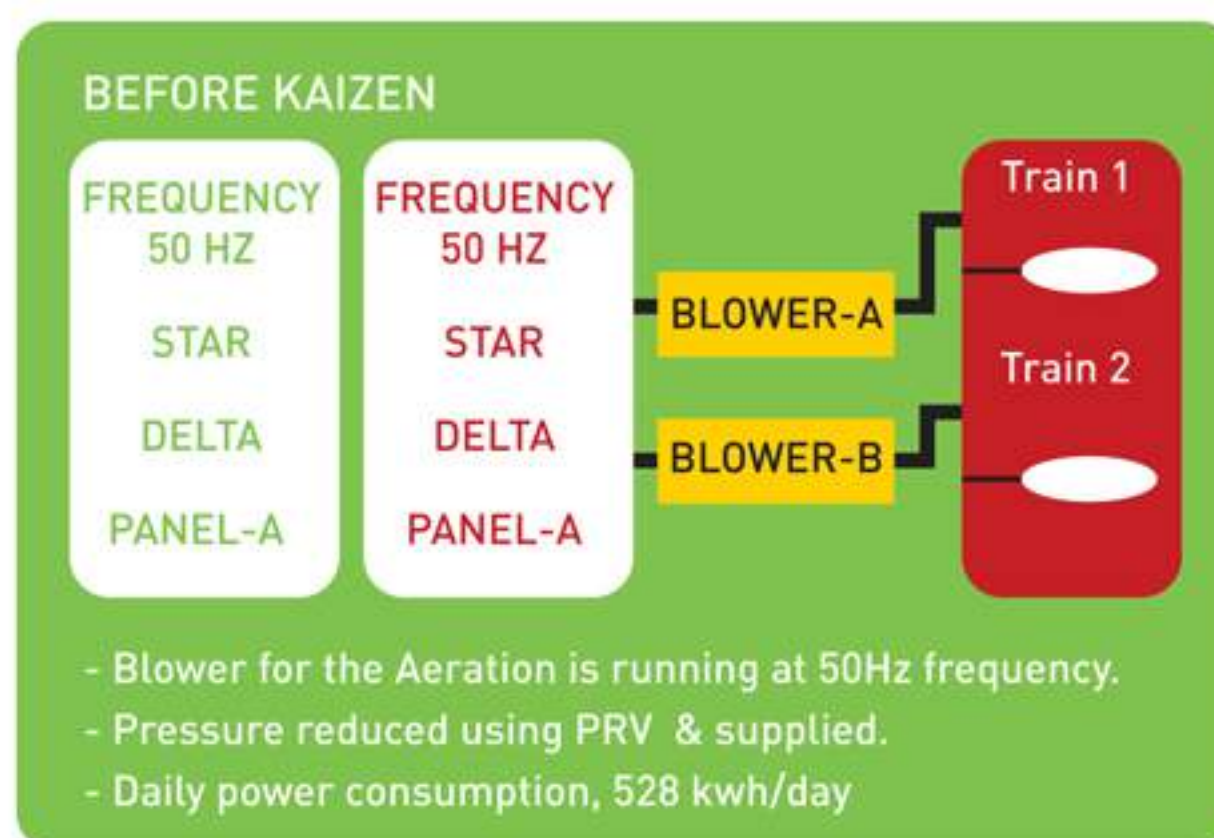 BEFORE KAIZEN
FREQUENCY
50 HZ
STAR
DELTA
PANEL-A
FREQUENCY
50 HZ
STAR
DELTA
PANEL-A
BLOWER-A
BLOWER-B
Train 1
Train 2
- Blower for the Aeration is running at 50Hz frequency.
- Pressure reduced using PRV & supplied.
- Daily power consumption, 528 kwh/day